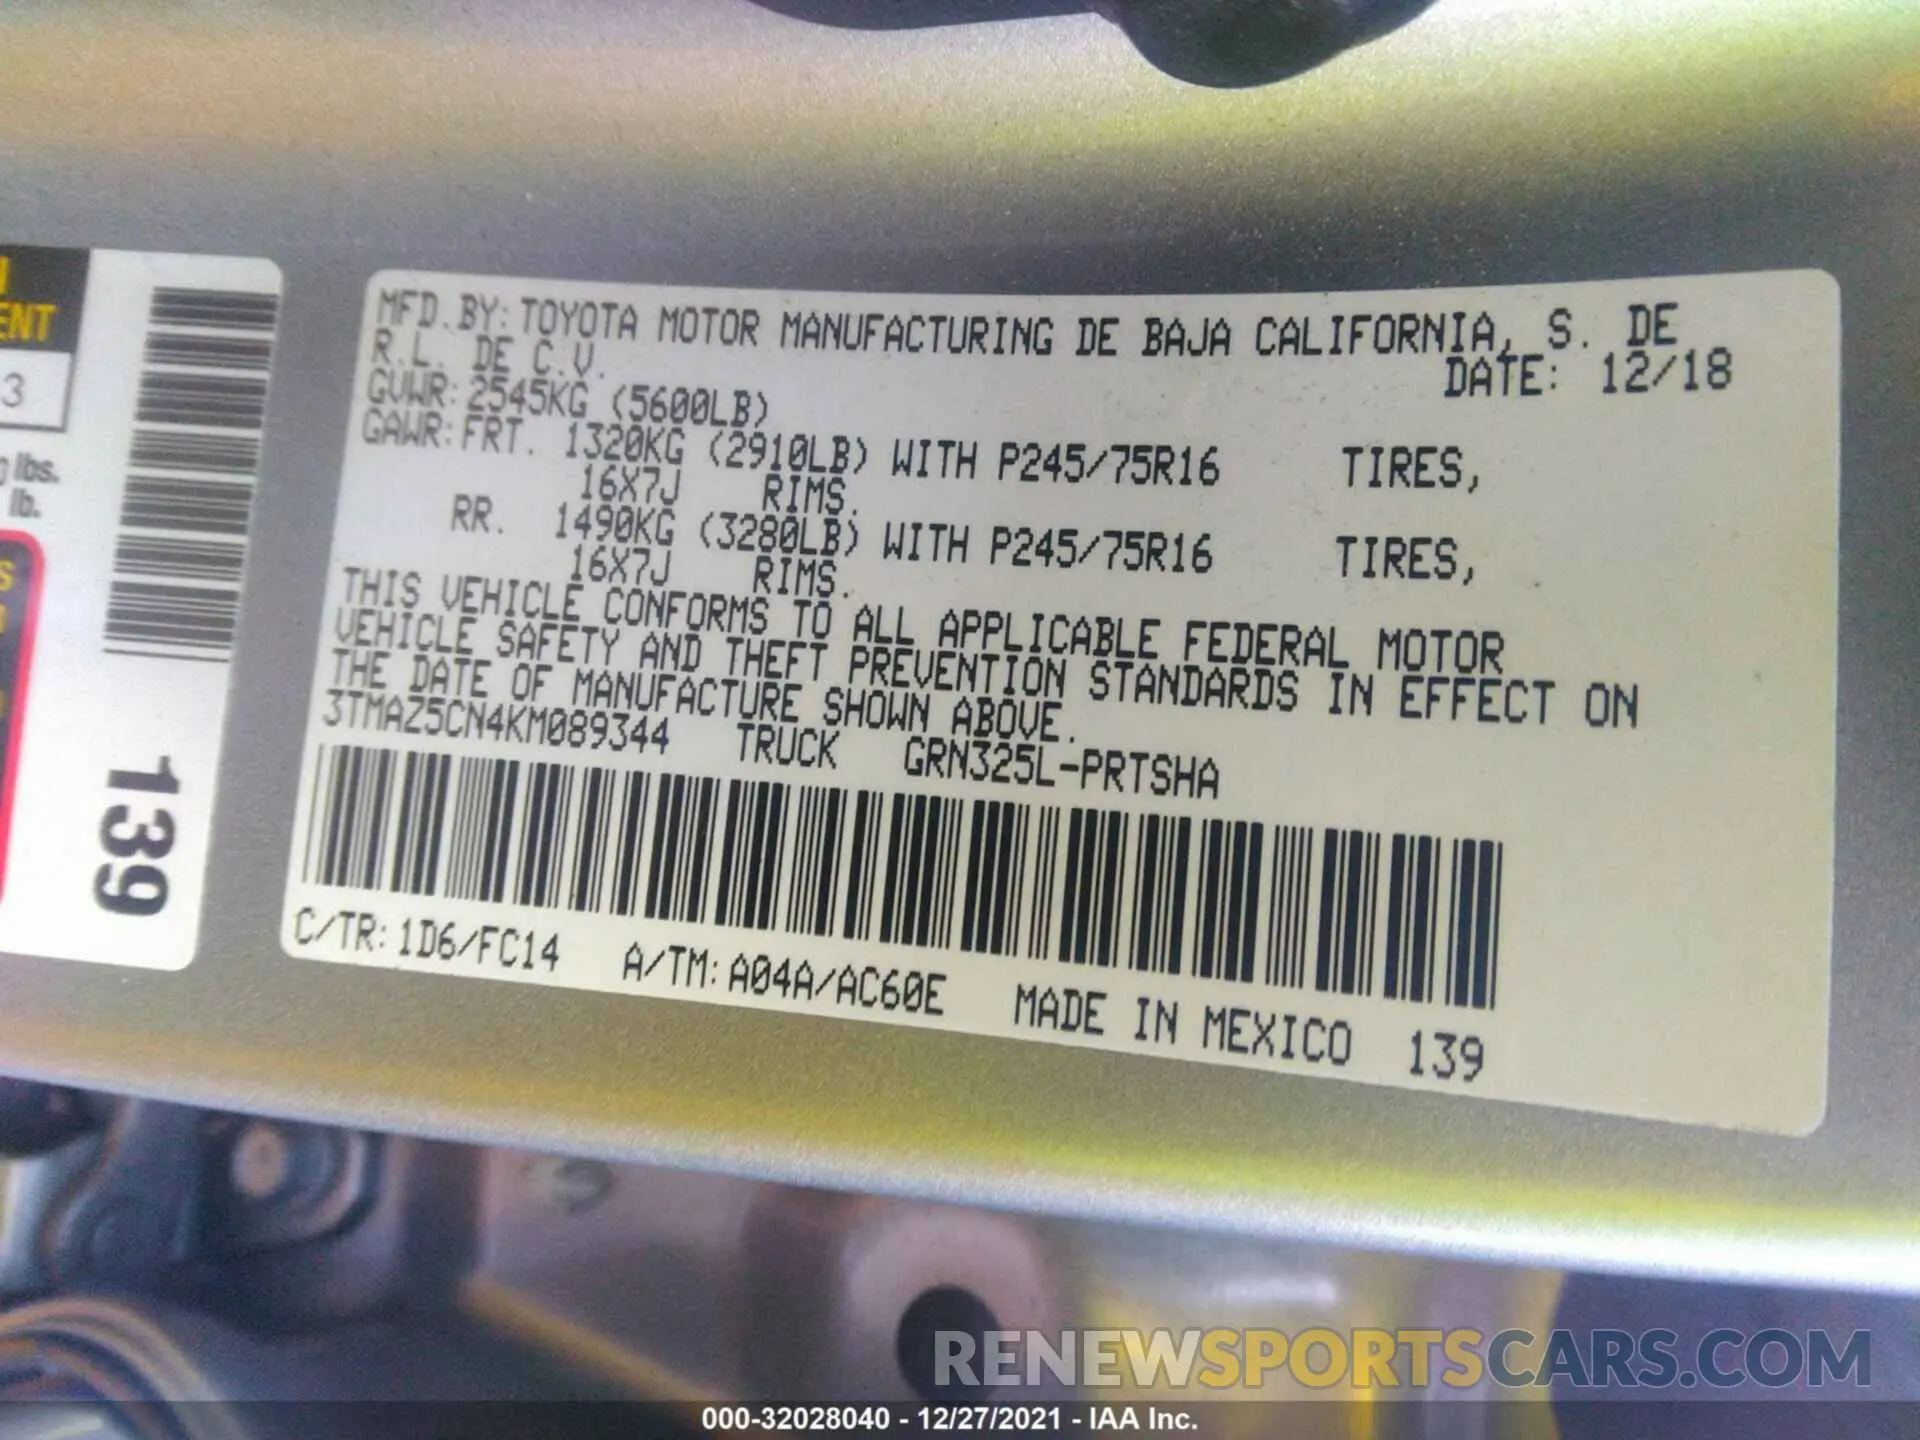 MFD.BY: TOYOTA MOTOR MANUFACTURING DE BAJA CALIFORNIA, S. DE
R.L. DE C.V. DATE: 12/18
GVWR: 2545KG (5600LB)
GAWR: FRT. 1320KG (2910LB) WITH P245/75R16 TIRES,
16X7J RIMS.
RR. 1490KG (3280LB) WITH P245/75R16 TIRES,
16X7J RIMS.
THIS VEHICLE CONFORMS TO ALL APPLICABLE FEDERAL MOTOR
VEHICLE SAFETY AND THEFT PREVENTION STANDARDS IN EFFECT ON
THE DATE OF MANUFACTURE SHOWN ABOVE.
3TMAZ5CN4KM089344 TRUCK GRN325L-PRTSHA
C/TR: 1D6/FC14 A/TM: A04A/AC60E MADE IN MEXICO 139
ENT
3
lbs.
lb.
139
RENEWSPORTSCARS.COM
000-32028040 - 12/27/2021 - IAA Inc.